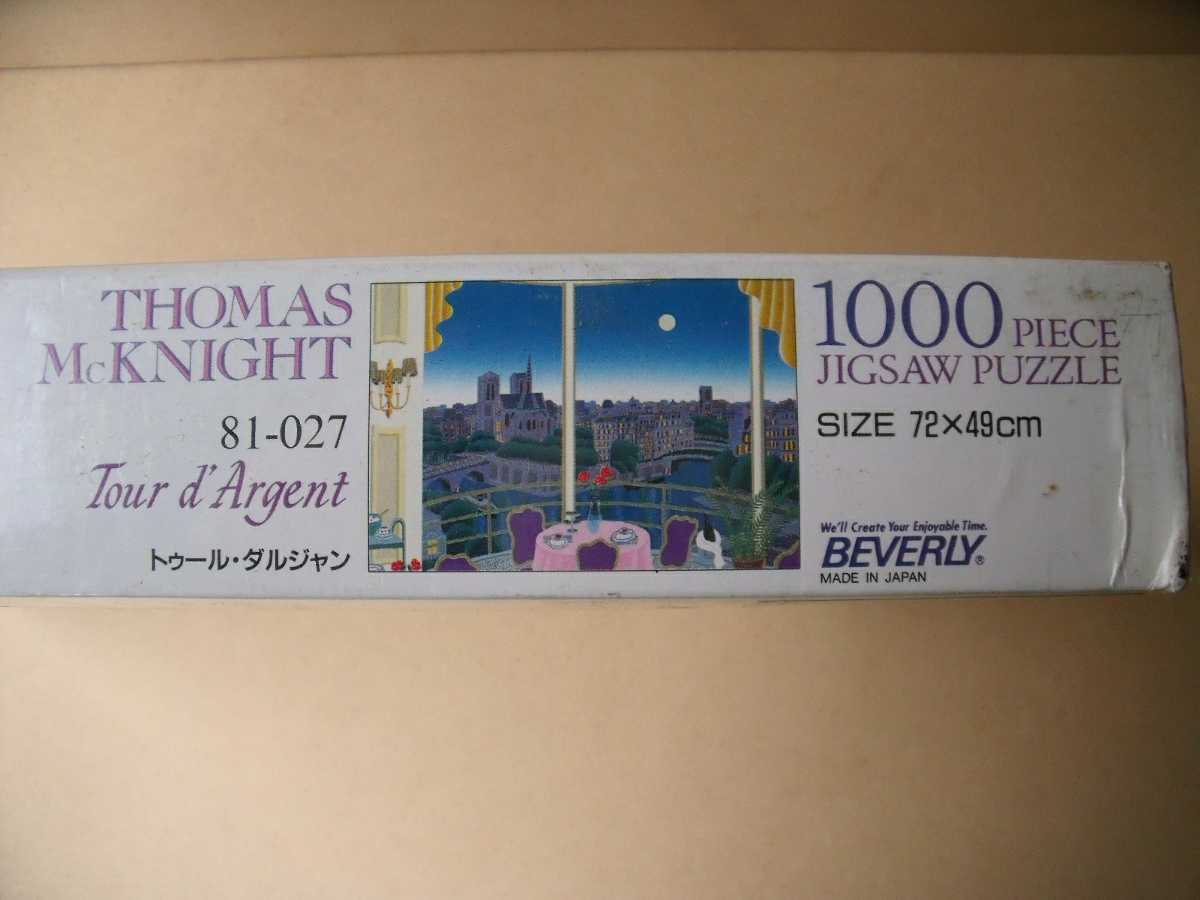 THOMAS
McKNIGHT
81-027
Tour d'Argent
トゥール・ダルジャン
1000 PIECE
JIGSAW PUZZLE
SIZE 72×49cm
We'll Create Your Enjoyable Time.
BEVERLY®
MADE IN JAPAN